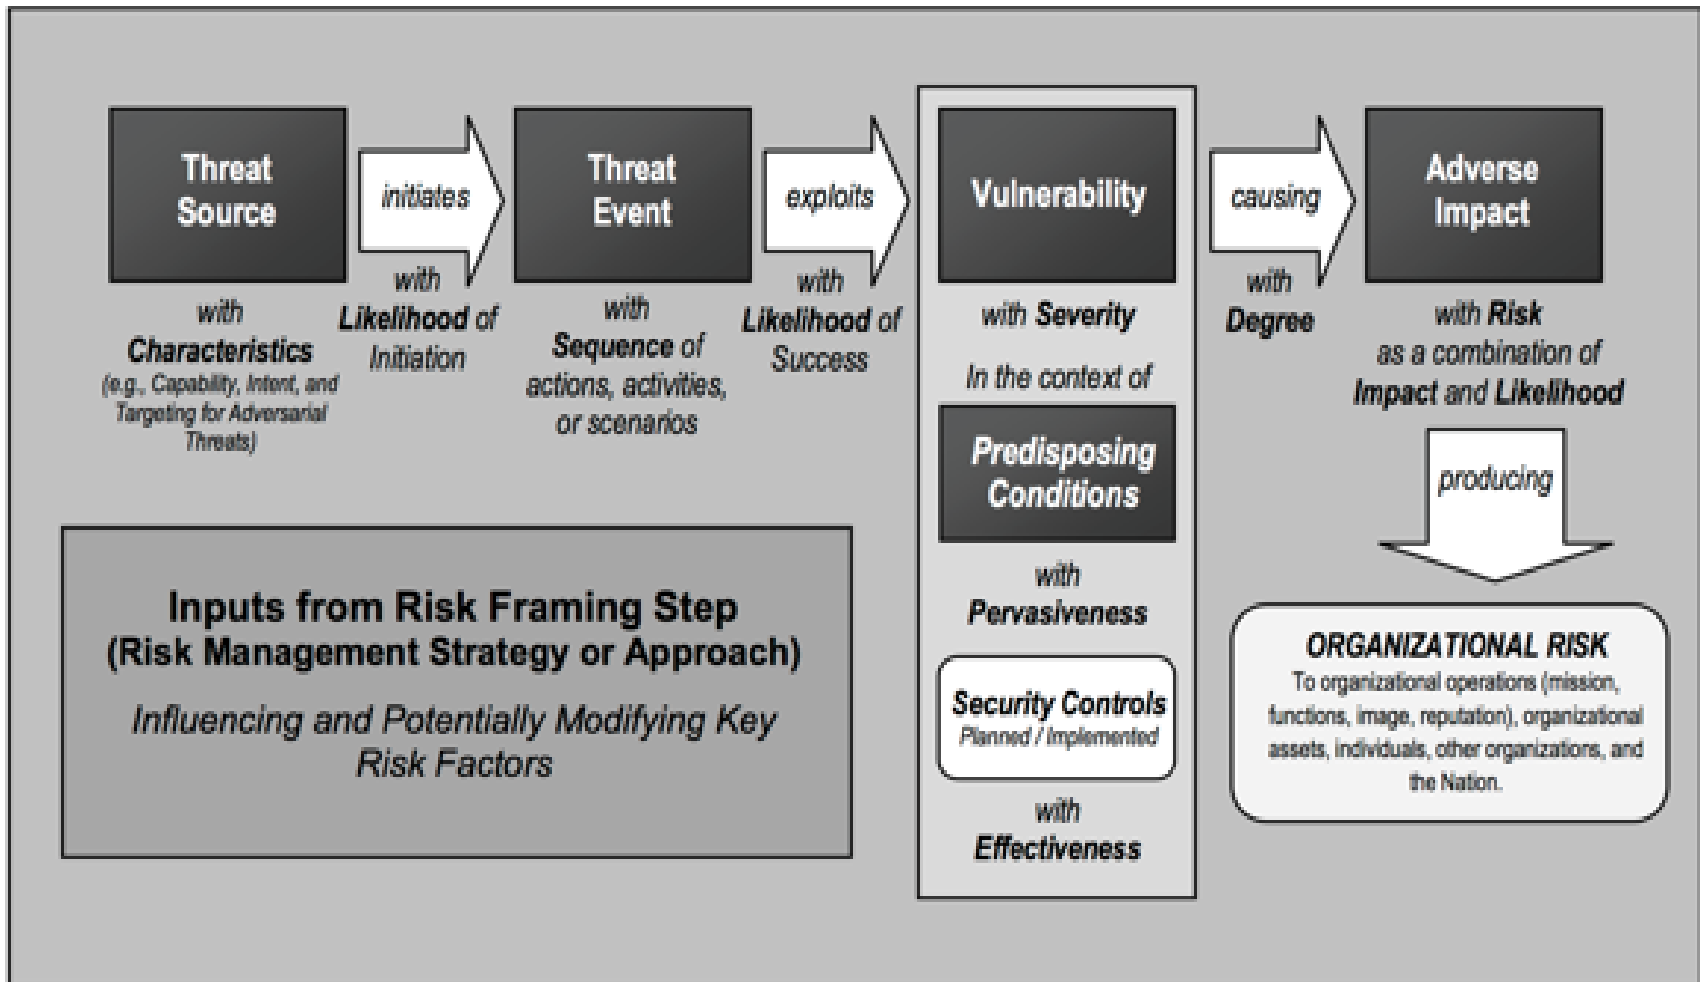 Threat
Source
initiates
Threat
Event
exploits
Vulnerability
causing
Adverse
Impact
with
Characteristics
(e.g., Capability, Intent, and
Targeting for Adversarial
Threats)
with
Likelihood of
Initiation
with
Sequence of
actions, activities,
or scenarios
with
Likelihood of
Success
with Severity
In the context of
Predisposing
Conditions
with
Pervasiveness
Security Controls
Planned / Implemented
with
Effectiveness
with
Degree
with Risk
as a combination of
Impact and Likelihood
producing
ORGANIZATIONAL RISK
To organizational operations (mission,
functions, image, reputation), organizational
assets, individuals, other organizations, and
the Nation.
Inputs from Risk Framing Step
(Risk Management Strategy or Approach)
Influencing and Potentially Modifying Key
Risk Factors